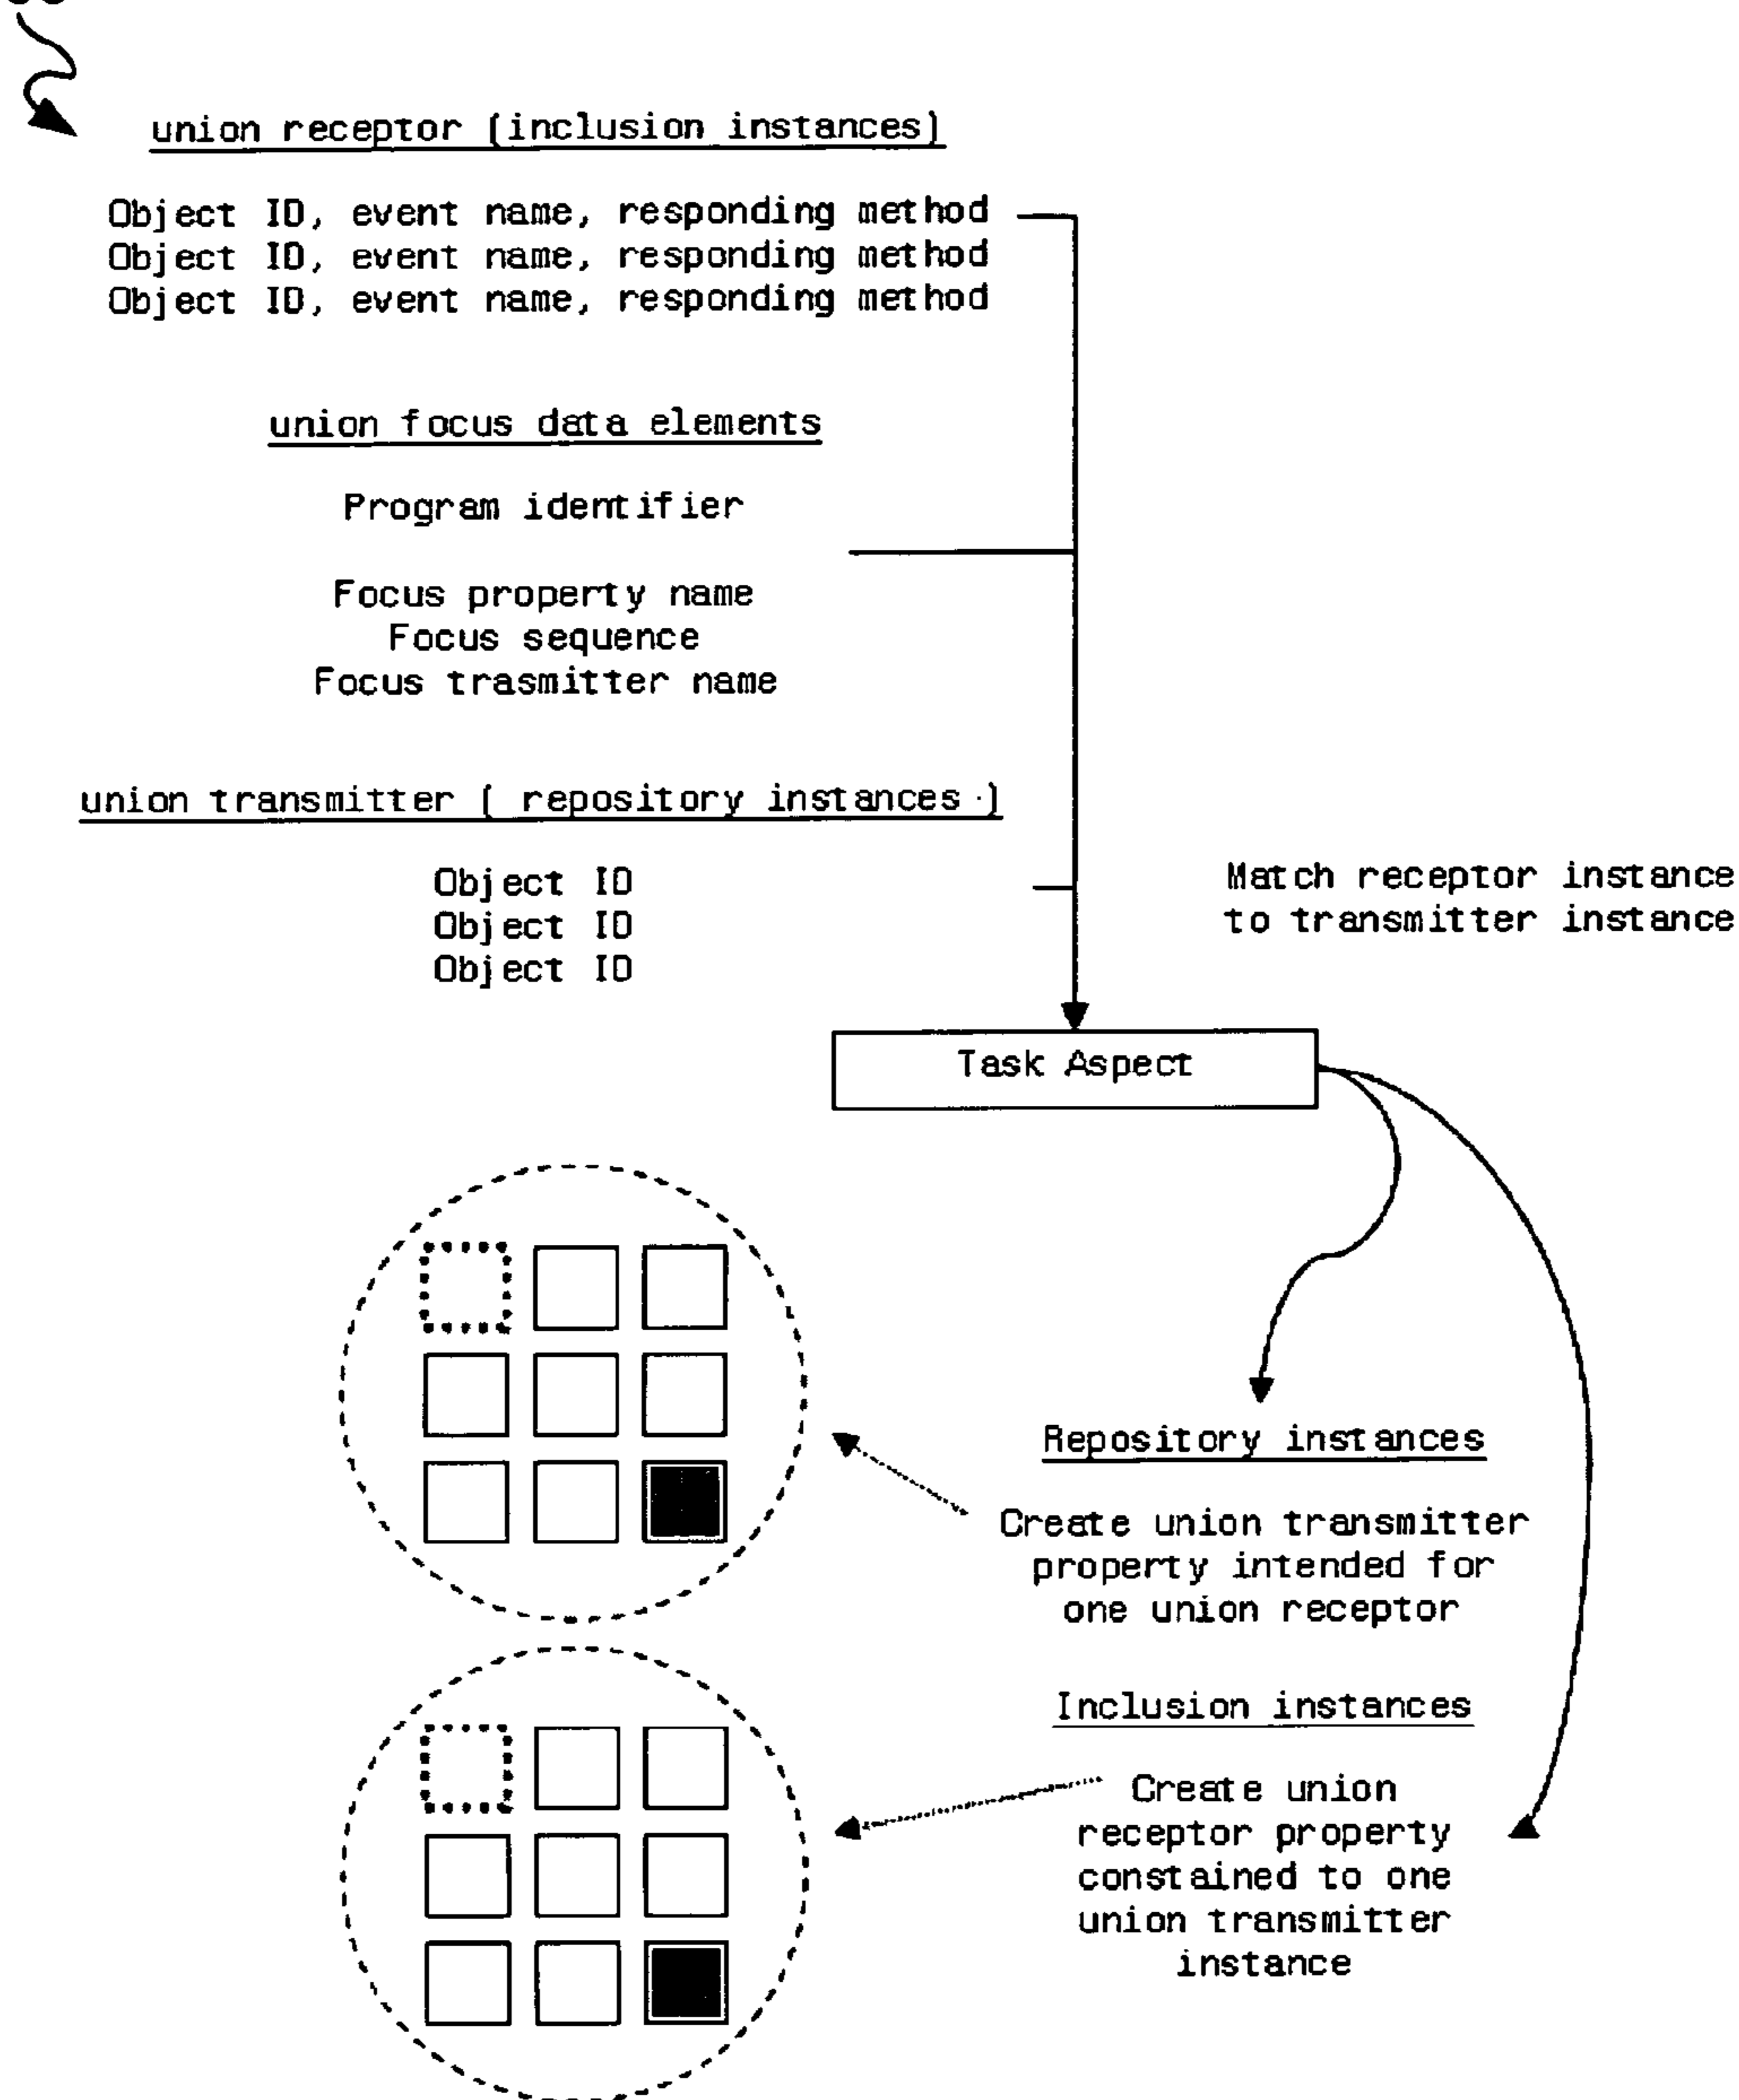 union receptor (inclusion instances)
Object ID, event name, responding method
Object ID, event name, responding method
Object ID, event name, responding method
union focus data elements
Program identifier
Focus property name
Focus sequence
Focus trasmitter name
union transmitter ( repository instances )
Object ID
Object ID
Object ID
Match receptor instance
to transmitter instance
Task Aspect
Repository instances
Create union transmitter
property intended for
one union receptor
Inclusion instances
Create union
receptor property
constained to one
union transmitter
instance